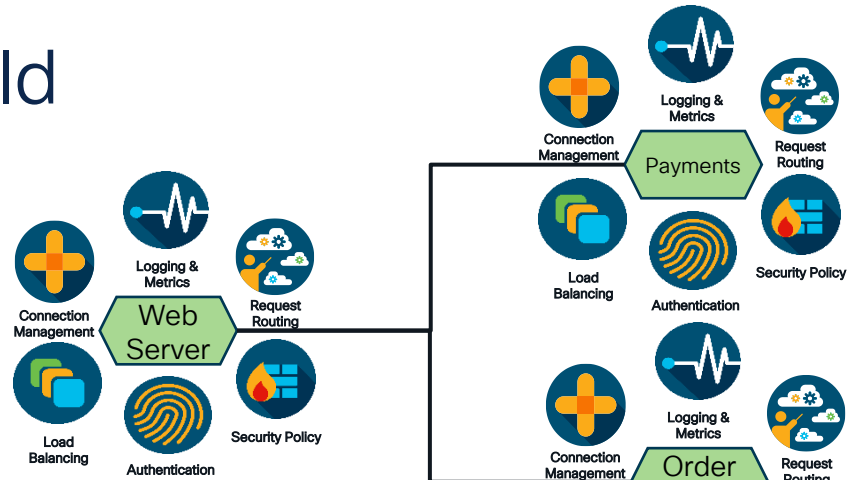 ld
Logging &
Metrics
Connection
Management
Payments
Request
Routing
Load
Balancing
Authentication
Security Policy
Logging &
Metrics
Connection
Management
Web
Server
Request
Routing
Load
Balancing
Authentication
Security Policy
Logging &
Metrics
Connection
Management
Order
Request
Routing